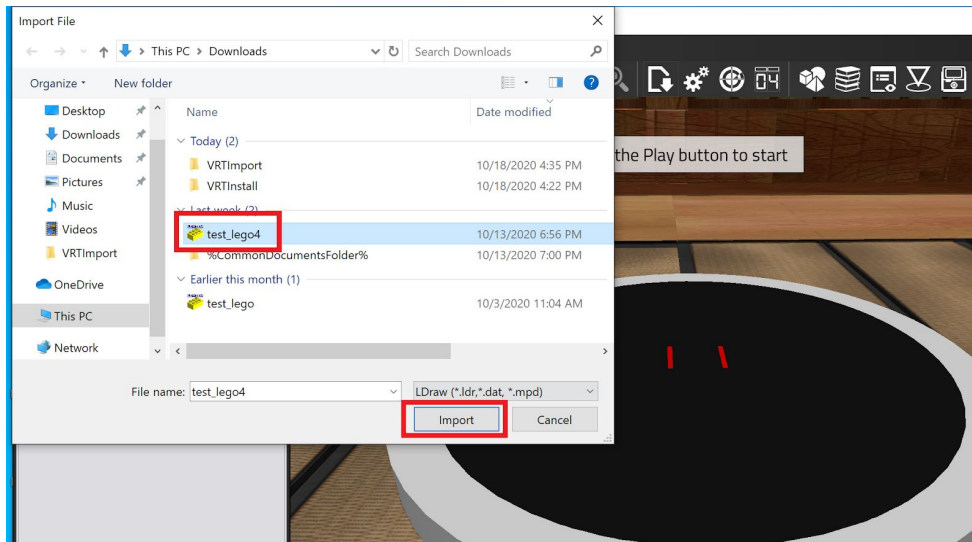 Import File
This PC > Downloads
Search Downloads
Organize
New folder
Desktop
Downloads
Documents
Pictures
Music
Videos
VRTImport
OneDrive
This PC
Network
Name
Date modified
Today (2)
VRTImport
10/18/2020 4:35 PM
VRTInstall
10/18/2020 4:22 PM
Last week (2)
test_lego4
10/13/2020 6:56 PM
%CommonDocumentsFolder%
10/13/2020 7:00 PM
Earlier this month (1)
test_lego
10/3/2020 11:04 AM
File name: test_lego4
LDraw (*.ldr,*.dat, *.mpd)
Import
Cancel
04
the Play button to start